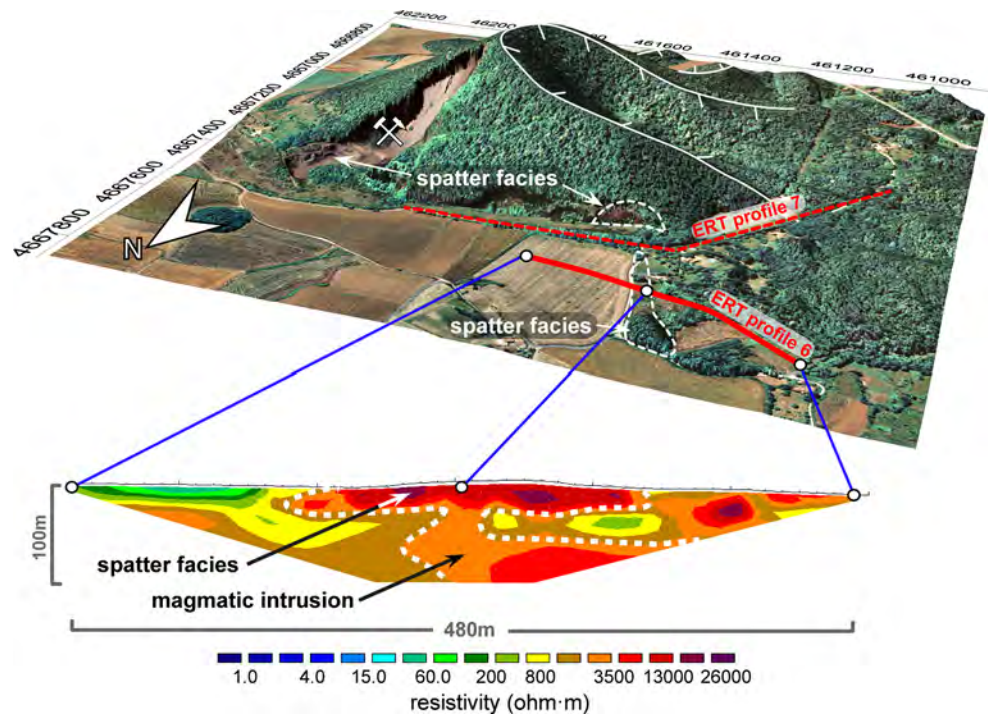 462200
46200
461600
461400
461200
461000
4666800
4667000
4667200
4667400
4667600
4667800
N
spatter facies
ERT profile 7
spatter facies
ERT profile 6
100m
spatter facies
magmatic intrusion
480m
1.0 4.0 15.0 60.0 200 800 3500 13000 26000
resistivity (ohm·m)